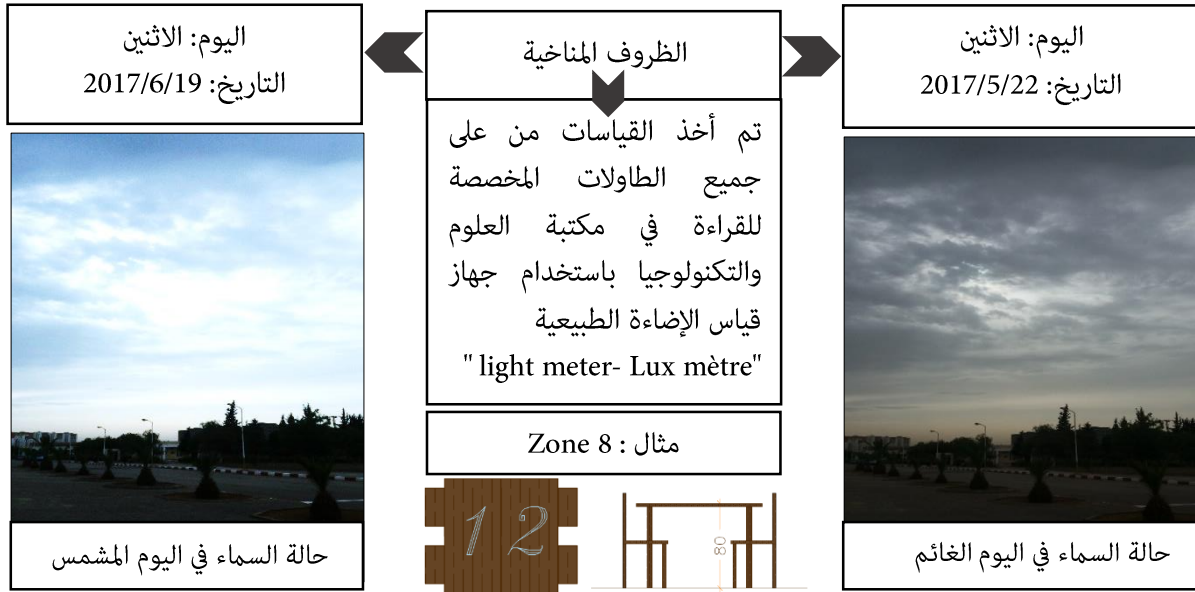 اليوم: الاثنين
التاريخ: 2017/5/22
حالة السماء في اليوم الغائم
الظروف المناخية
تم أخذ القياسات من على
جميع الطاولات المخصصة
للقراءة في مكتبة العلوم
والتكنولوجيا باستخدام جهاز
قياس الإضاءة الطبيعية
"light meter- Lux mètre"
مثال : Zone 8
1 2
80
اليوم: الاثنين
التاريخ: 2017/6/19
حالة السماء في اليوم المشمس